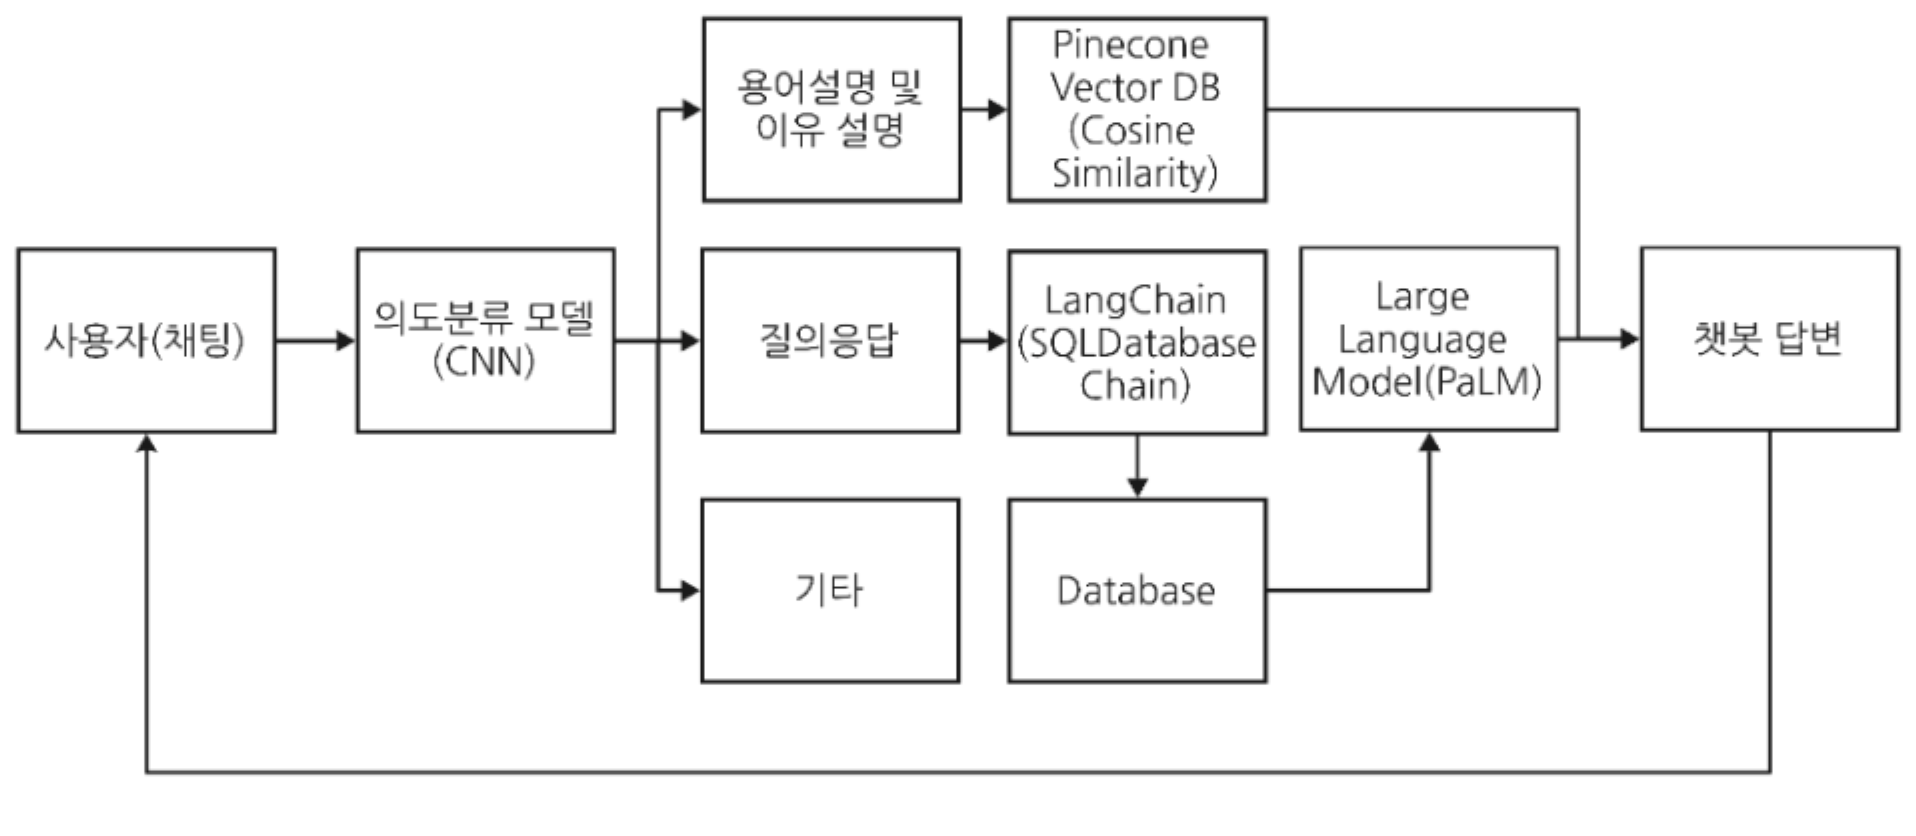 용어설명 및
이유 설명
Pinecone
Vector DB
(Cosine
Similarity)
사용자(채팅)
의도분류 모델
(CNN)
질의응답
LangChain
(SQLDatabase
Chain)
Large
Language
Model(PaLM)
챗봇 답변
기타
Database